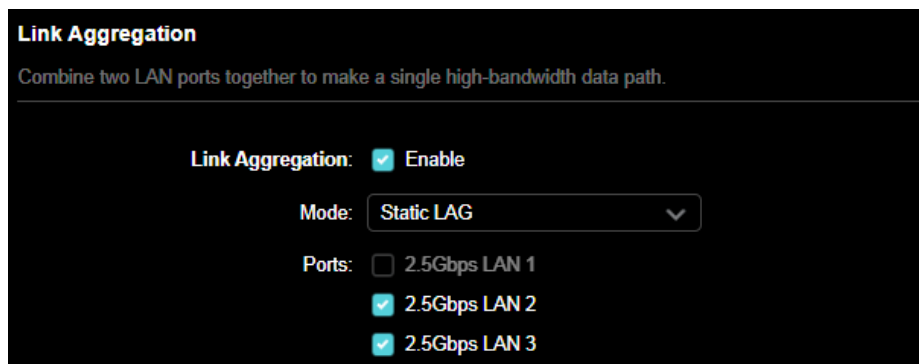 Link Aggregation
Combine two LAN ports together to make a single high-bandwidth data path.
Link Aggregation: Enable
Mode: Static LAG
Ports: 2.5Gbps LAN 1
2.5Gbps LAN 2
2.5Gbps LAN 3